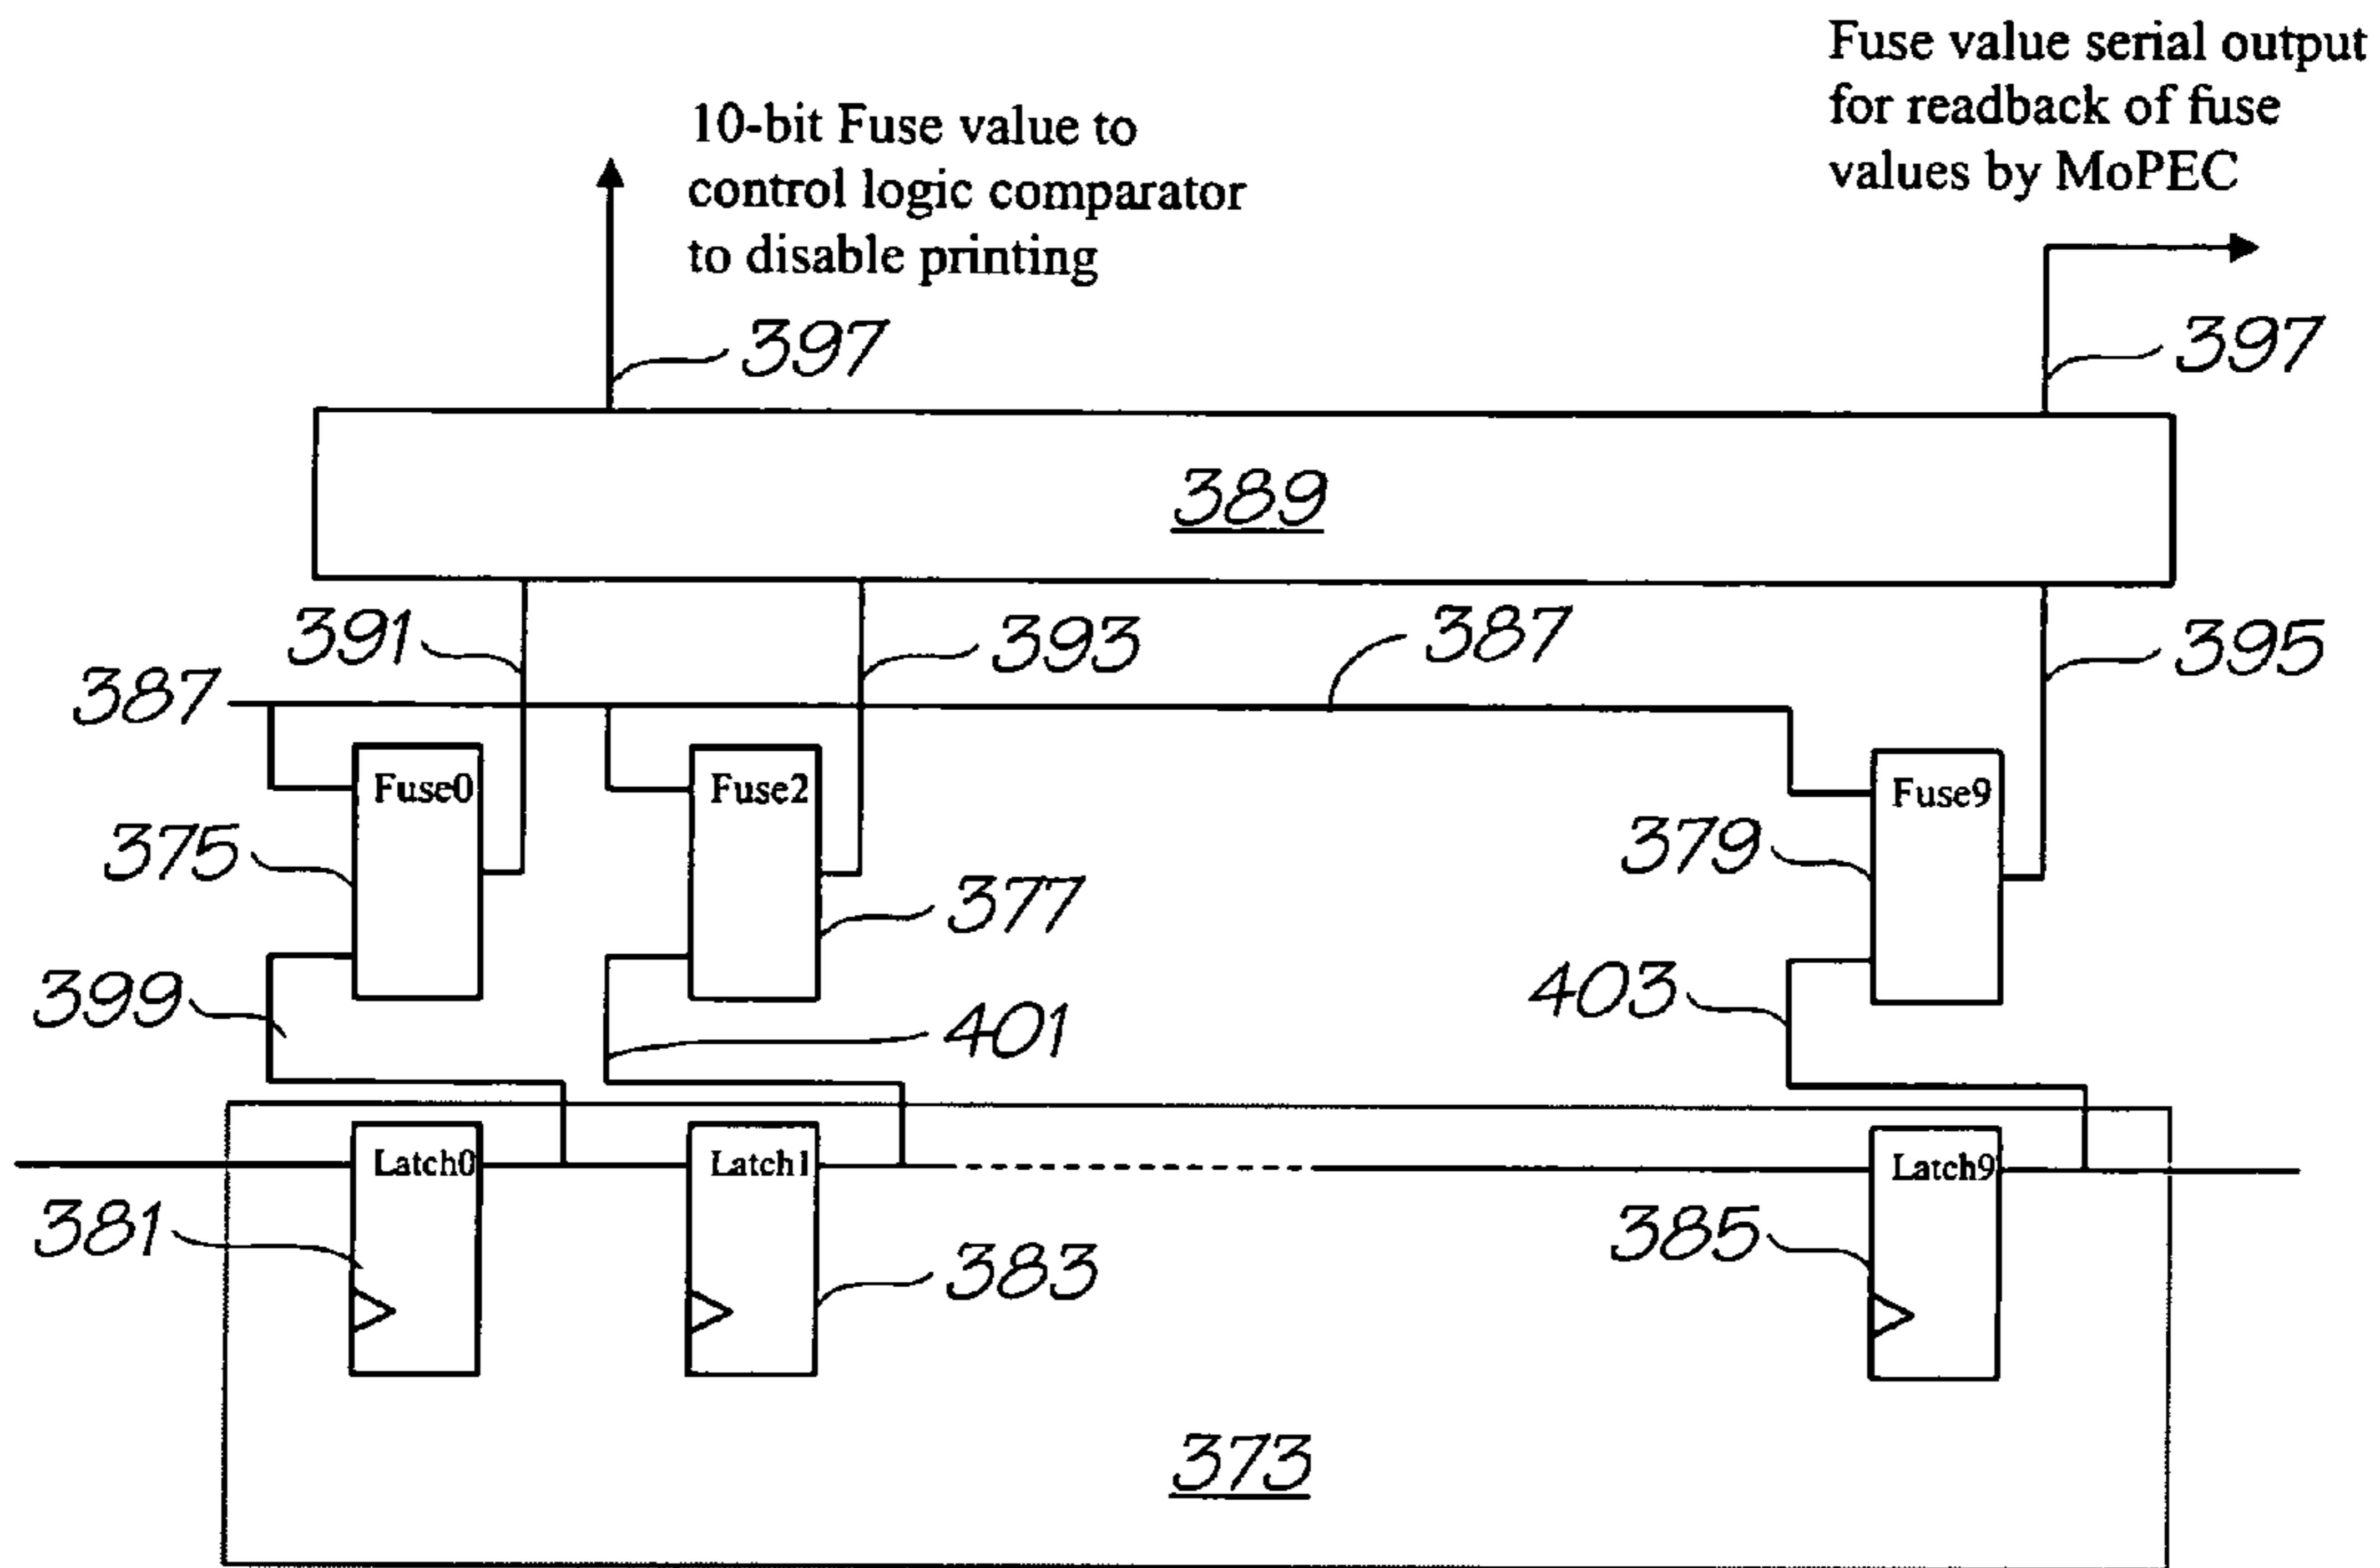 Fuse value serial output
for readback of fuse
values by MoPEC
10-bit Fuse value to
control logic comparator
to disable printing
397
397
389
391
393
387
395
387
Fuse0
Fuse2
Fuse9
375
377
379
399
401
403
Latch0
Latch1
Latch9
381
383
385
373